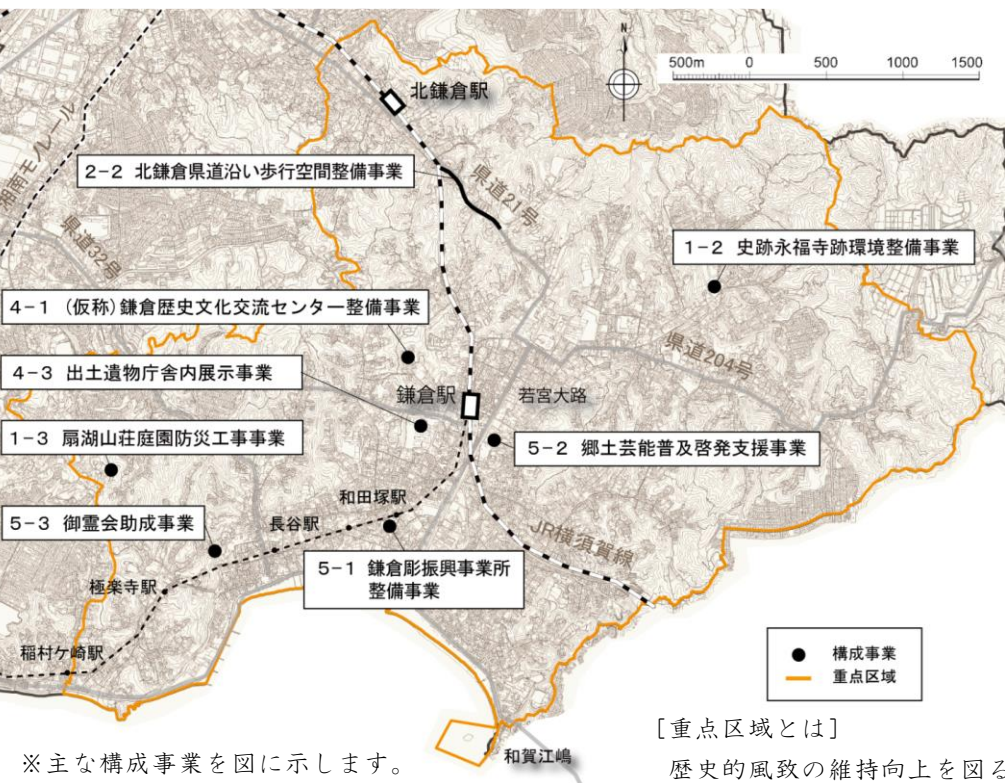 N
500m 0 500 1000 1500
北鎌倉駅
湘南モノレール
2-2 北鎌倉県道沿い歩行空間整備事業
県道21号
県道32号
1-2 史跡永福寺跡環境整備事業
4-1 (仮称)鎌倉歴史文化交流センター整備事業
県道204号
4-3 出土遺物庁舎内展示事業
鎌倉駅
若宮大路
1-3 扇湖山荘庭園防災工事事業
5-2 郷土芸能普及啓発支援事業
和田塚駅
5-3 御霊会助成事業
長谷駅
JR横須賀線
5-1 鎌倉彫振興事業所
整備事業
極楽寺駅
稲村ケ崎駅
構成事業
重点区域
和賀江嶋
[重点区域とは]
※主な構成事業を図に示します。
歴史的風致の維持向上を図る